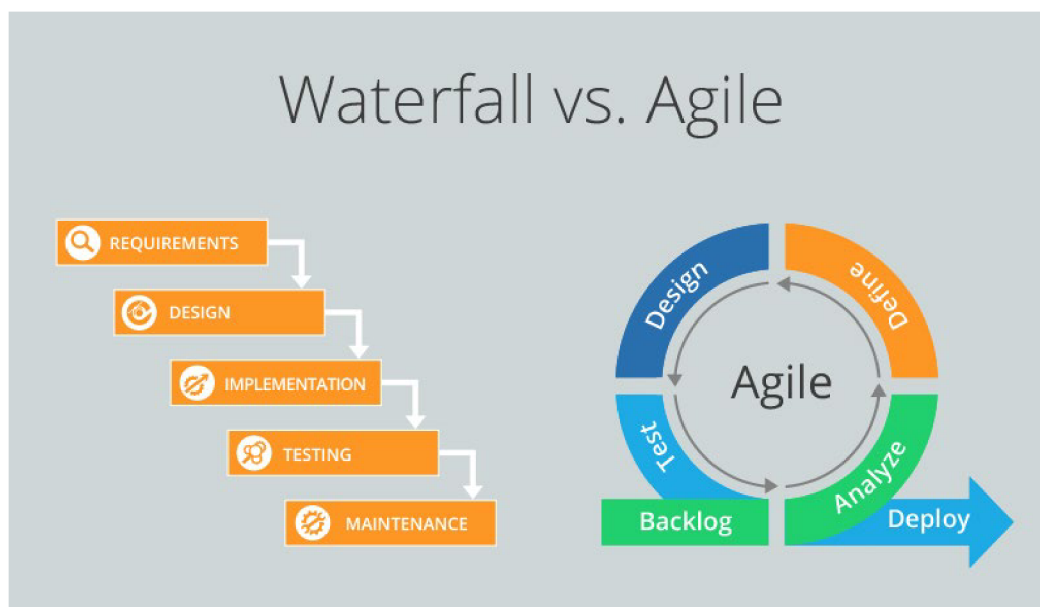 Waterfall vs. Agile
REQUIREMENTS
DESIGN
IMPLEMENTATION
TESTING
MAINTENANCE
Design
Define
Agile
Test
Analyze
Backlog
Deploy